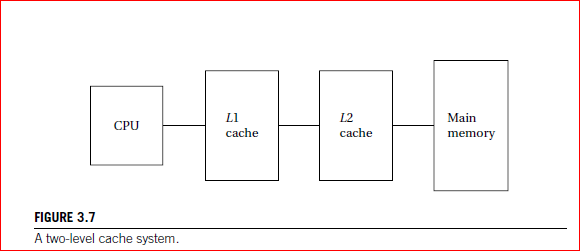 CPU
L1
cache
L2
cache
Main
memory
FIGURE 3.7
A two-level cache system.